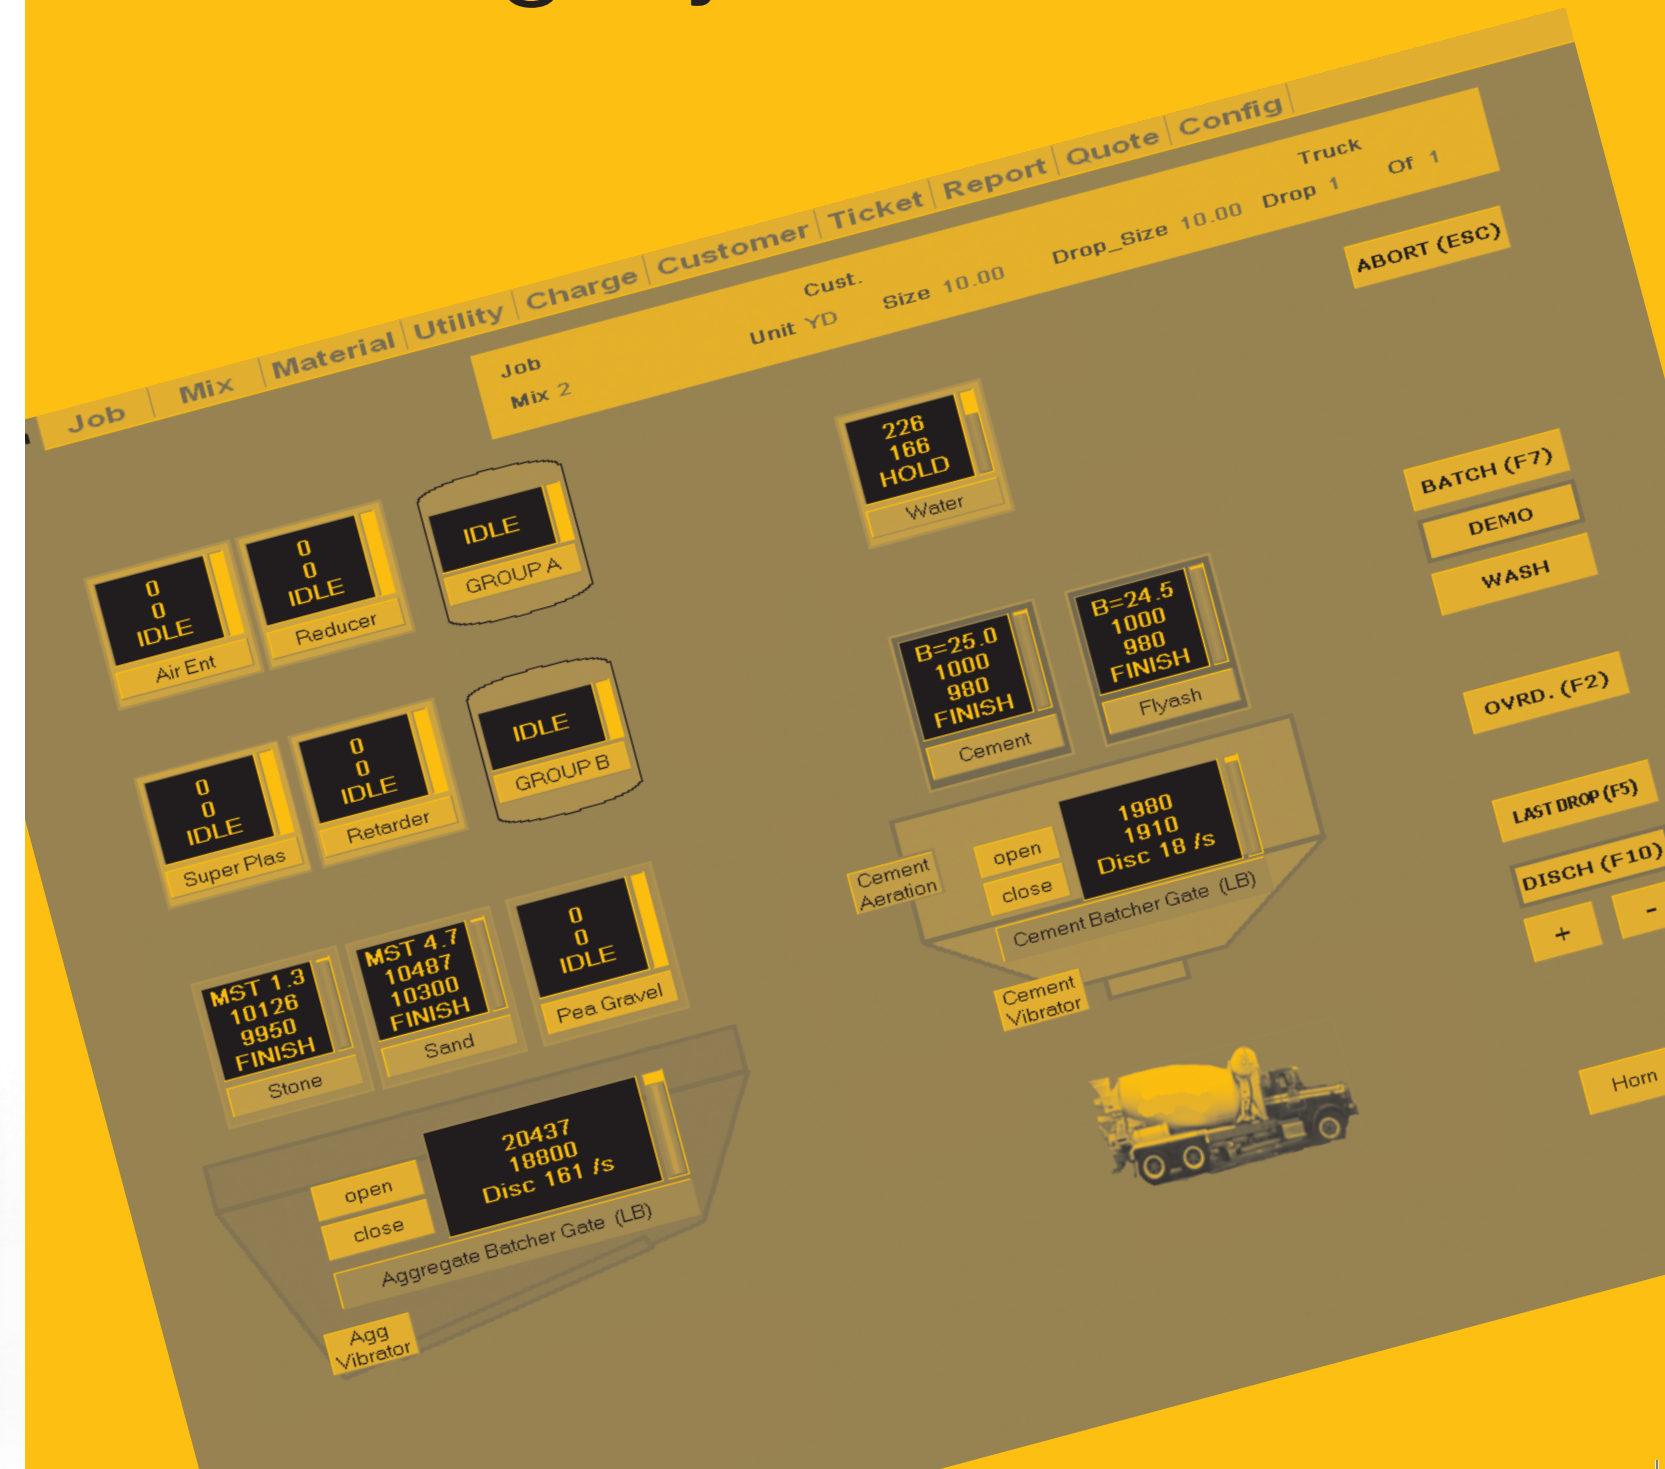 Job Mix Material Utility Charge Customer Ticket Report Quote Config
Job
Cust.
Truck
Mix 2
Unit YD
Size 10.00
Drop_Size 10.00
Drop 1
Of 1
ABORT (ESC)
226
166
HOLD
Water
IDLE
GROUP A
0
0
IDLE
Reducer
0
0
IDLE
Air Ent
BATCH (F7)
DEMO
WASH
B=24.5
1000
980
FINISH
Flyash
B=25.0
1000
980
FINISH
Cement
IDLE
GROUP B
0
0
IDLE
Retarder
0
0
IDLE
Super Plas
OVRD. (F2)
LAST DROP (F5)
DISCH (F10)
+
-
1980
1910
Disc 18 /s
open
close
Cement
Aeration
Cement Batcher Gate (LB)
Cement
Vibrator
MST 1.3
10126
9950
FINISH
Stone
MST 4.7
10487
10300
FINISH
Sand
0
0
IDLE
Pea Gravel
20437
18800
Disc 161 /s
open
close
Aggregate Batcher Gate (LB)
Agg
Vibrator
Horn